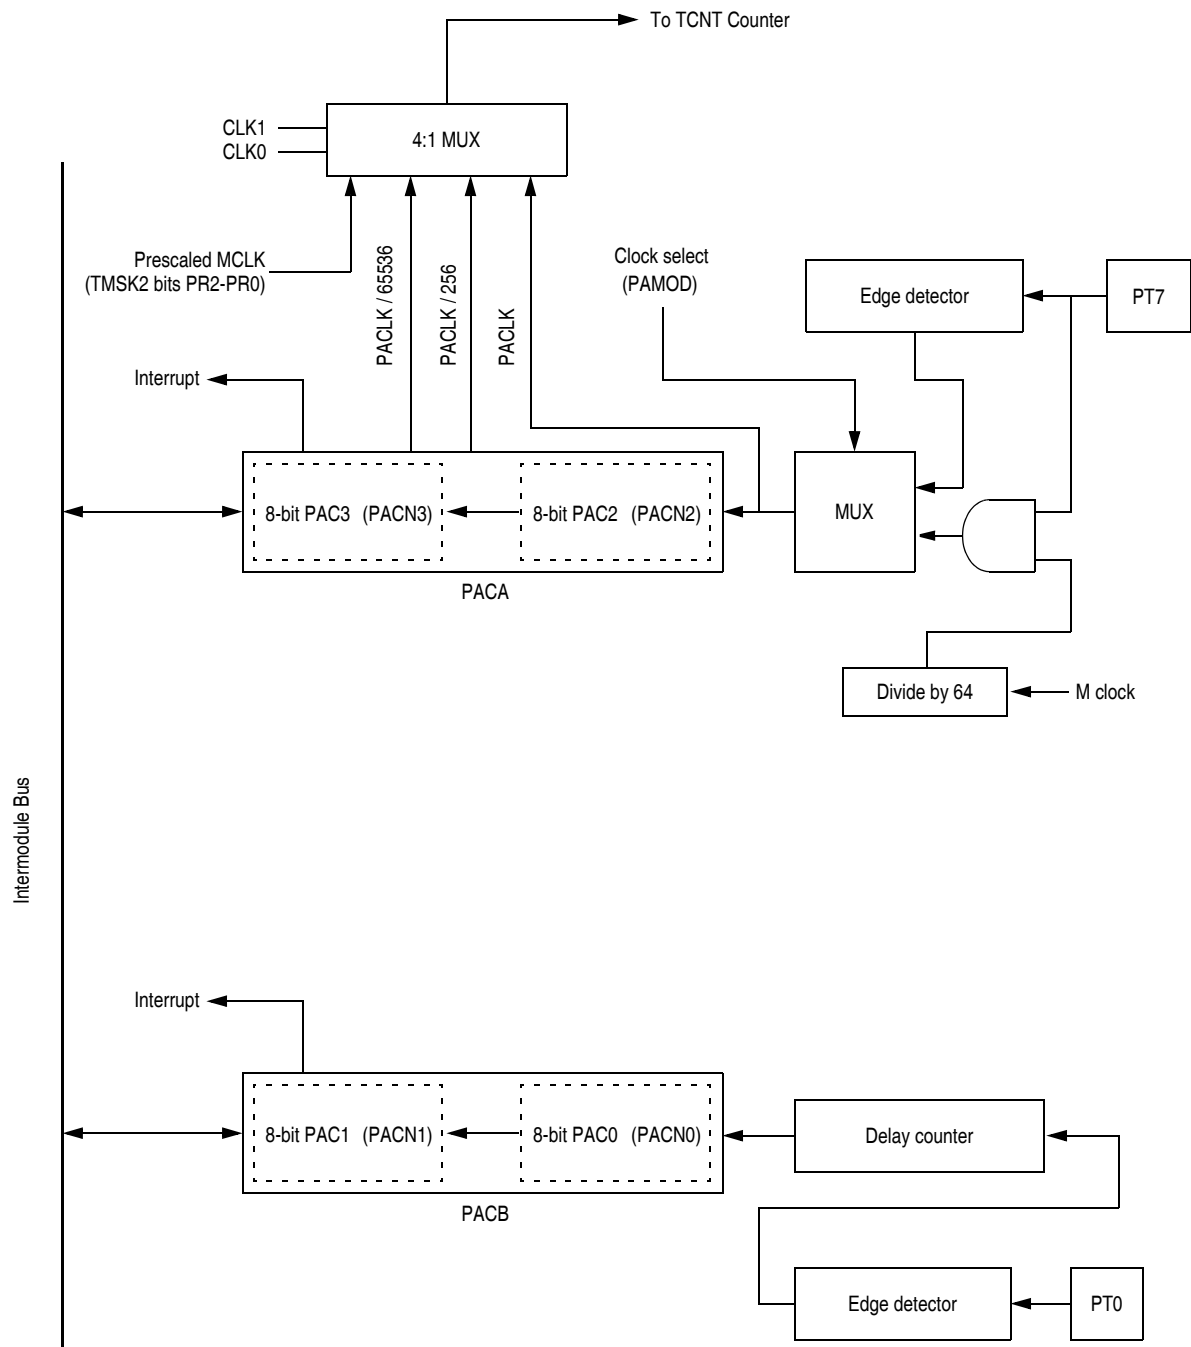 To TCNT Counter
CLK1
CLK0
4:1 MUX
Prescaled MCLK
(TMSK2 bits PR2-PR0)
PACLK / 65536
PACLK / 256
PACLK
Clock select
(PAMOD)
Edge detector
PT7
Interrupt
8-bit PAC3 (PACN3)
8-bit PAC2 (PACN2)
MUX
PACA
Divide by 64
M clock
Intermodule Bus
Interrupt
8-bit PAC1 (PACN1)
8-bit PAC0 (PACN0)
Delay counter
PACB
Edge detector
PT0